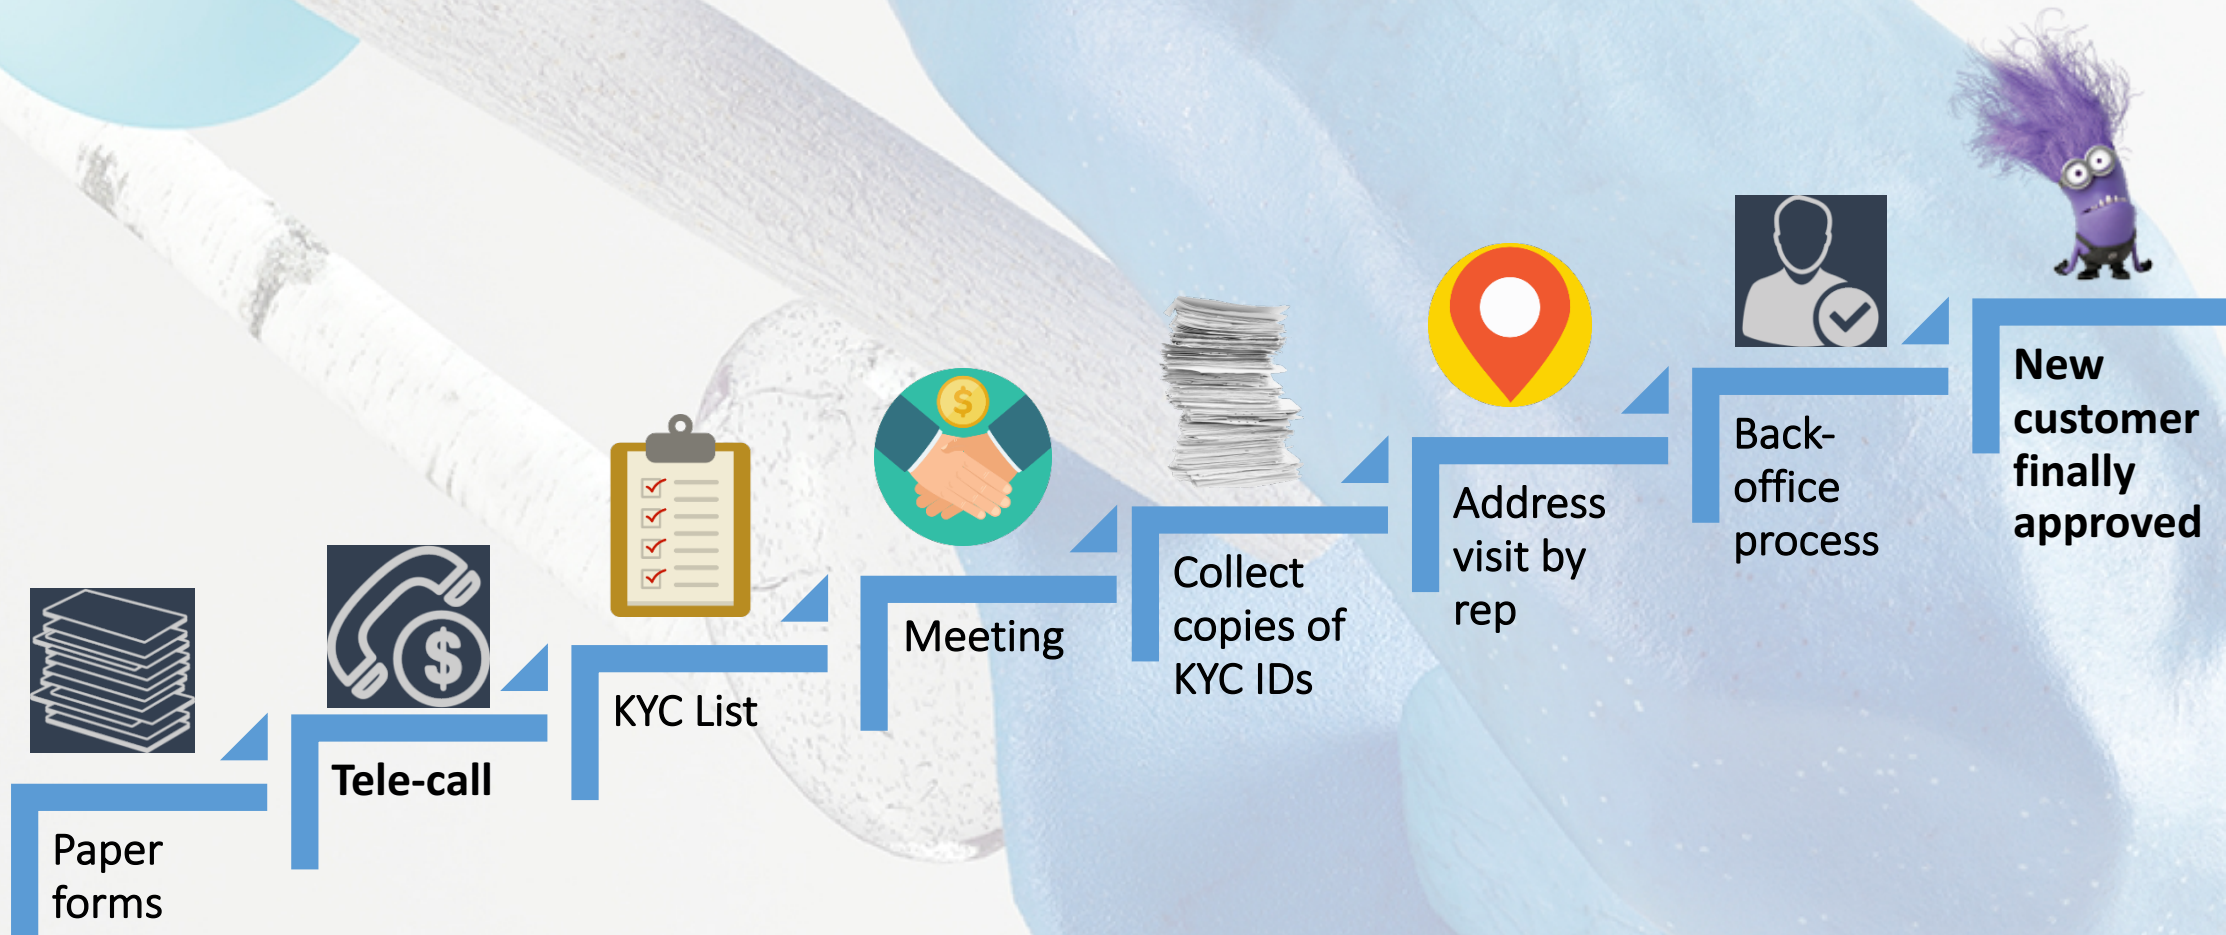 Paper
forms
Tele-call
KYC List
Meeting
Collect
copies of
KYC IDs
Address
visit by
rep
Back-
office
process
New
customer
finally
approved